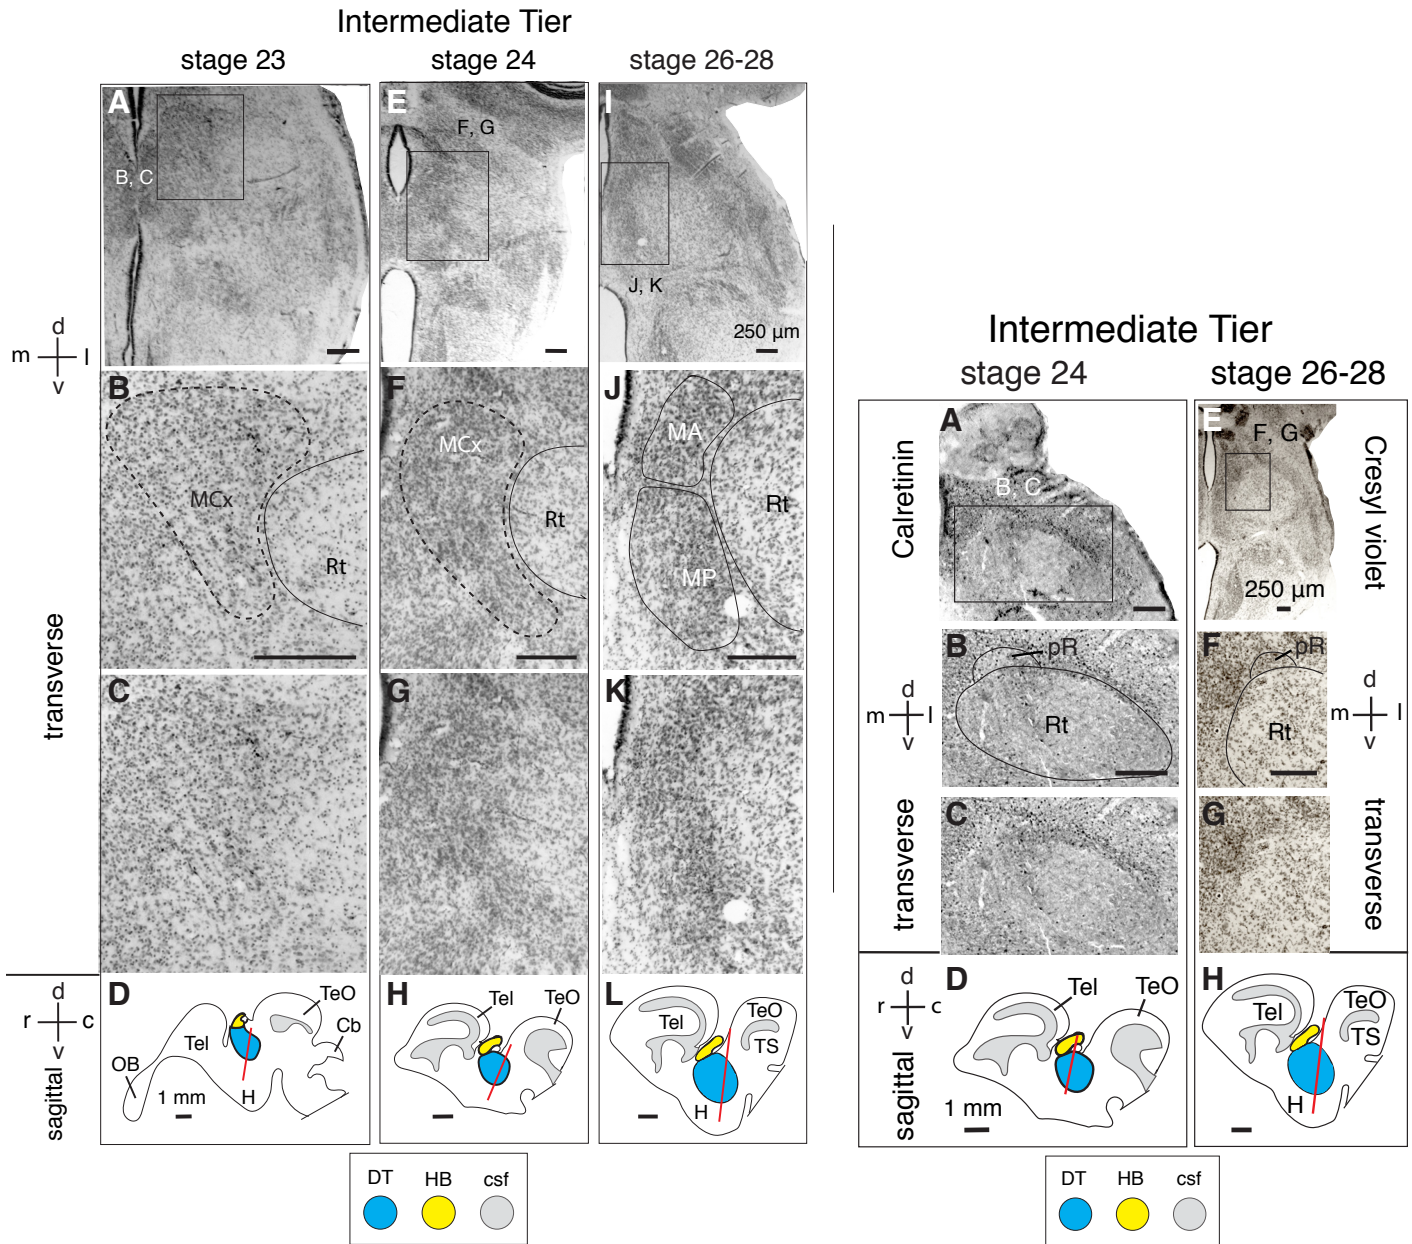 Intermediate Tier
stage 23
stage 24
stage 26-28
A
B, C
E
F, G
I
J, K
250 µm
d
m
l
v
B
MCx
Rt
F
MCx
Rt
J
MA
MP
Rt
transverse
C
G
K
d
r
c
v
sagittal
D
OB
Tel
TeO
Cb
H
1 mm
H
Tel
TeO
L
Tel
TeO
TS
H
DT
HB
csf
Intermediate Tier
stage 24
stage 26-28
Calretinin
A
B, C
E
F, G
250 µm
Cresyl violet
d
m
l
v
B
pR
Rt
F
pR
Rt
d
m
l
v
transverse
C
G
transverse
d
r
c
v
sagittal
D
Tel
TeO
1 mm
H
Tel
TeO
TS
H
DT
HB
csf